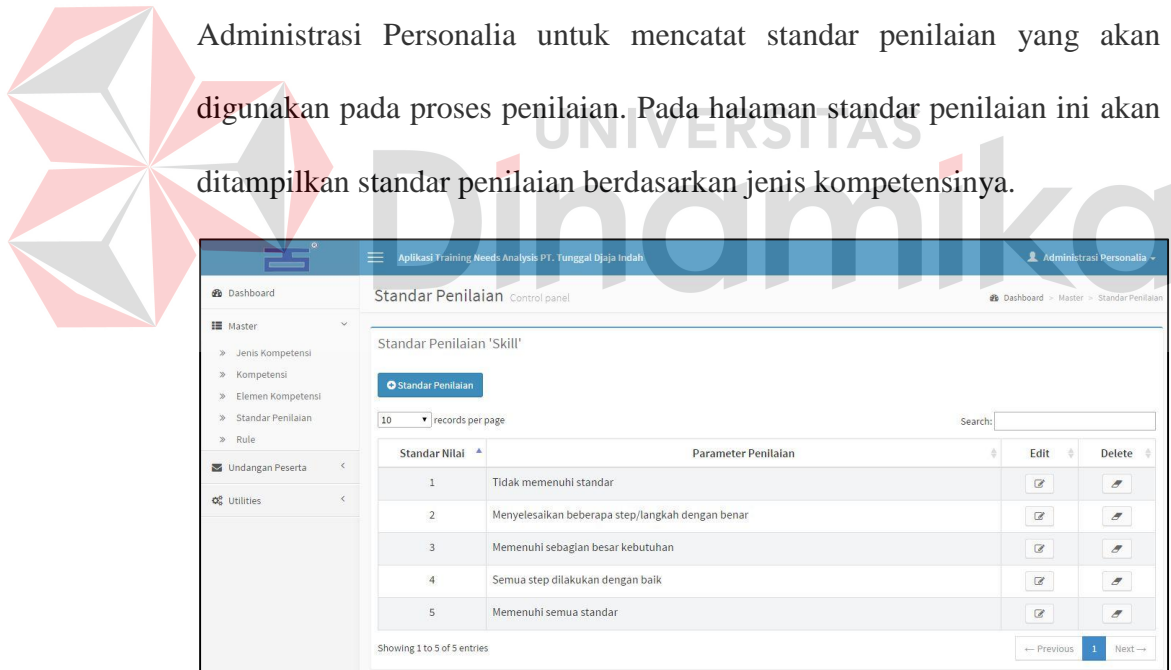 Administrasi Personalia untuk mencatat standar penilaian yang akan
digunakan pada proses penilaian. Pada halaman standar penilaian ini akan
UNIVERSITAS
Dinamika
ditampilkan standar penilaian berdasarkan jenis kompetensinya.
Aplikasi Training Needs Analysis PT. Tunggal Djaja Indah
Administrasi Personalia
Dashboard
Master
Jenis Kompetensi
Kompetensi
Elemen Kompetensi
Standar Penilaian
Rule
Undangan Peserta
Utilities
Standar Penilaian Control panel
Dashboard > Master > Standar Penilaian
Standar Penilaian 'Skill'
Standar Penilaian
10 records per page
Search:
Standar Nilai Parameter Penilaian Edit Delete
1 Tidak memenuhi standar
2 Menyelesaikan beberapa step/langkah dengan benar
3 Memenuhi sebagian besar kebutuhan
4 Semua step dilakukan dengan baik
5 Memenuhi semua standar
Showing 1 to 5 of 5 entries
← Previous 1 Next →